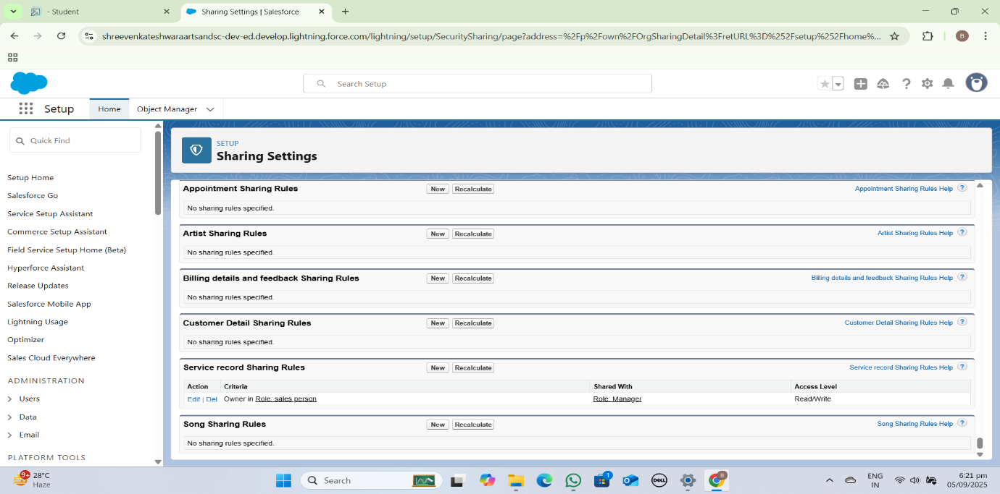 - Student
Sharing Settings | Salesforce
shreevenkateshwaraartsandsc-dev-ed.develop.lightning.force.com/lightning/setup/SecuritySharing/page?address=%2Fp%2Fown%2FOrgSharingDetail%3FretURL%3D%252Fsetup%252Fhome%...
B
Search Setup
Setup
Home
Object Manager
Quick Find
SETUP
Sharing Settings
Setup Home
Salesforce Go
Service Setup Assistant
Commerce Setup Assistant
Field Service Setup Home (Beta)
Hyperforce Assistant
Release Updates
Salesforce Mobile App
Lightning Usage
Optimizer
Sales Cloud Everywhere
ADMINISTRATION
Users
Data
Email
PLATFORM TOOLS
Appointment Sharing Rules New Recalculate Appointment Sharing Rules Help ?
No sharing rules specified.
Artist Sharing Rules New Recalculate Artist Sharing Rules Help ?
No sharing rules specified.
Billing details and feedback Sharing Rules New Recalculate Billing details and feedback Sharing Rules Help ?
No sharing rules specified.
Customer Detail Sharing Rules New Recalculate Customer Detail Sharing Rules Help ?
No sharing rules specified.
Service record Sharing Rules New Recalculate Service record Sharing Rules Help ?
Action Criteria Shared With Access Level
Edit | Del Owner in Role: sales person Role: Manager Read/Write
Song Sharing Rules New Recalculate Song Sharing Rules Help ?
No sharing rules specified.
9+
28°C
Haze
Search
1
DELL
B
ENG
IN
6:21 pm
05/09/2025